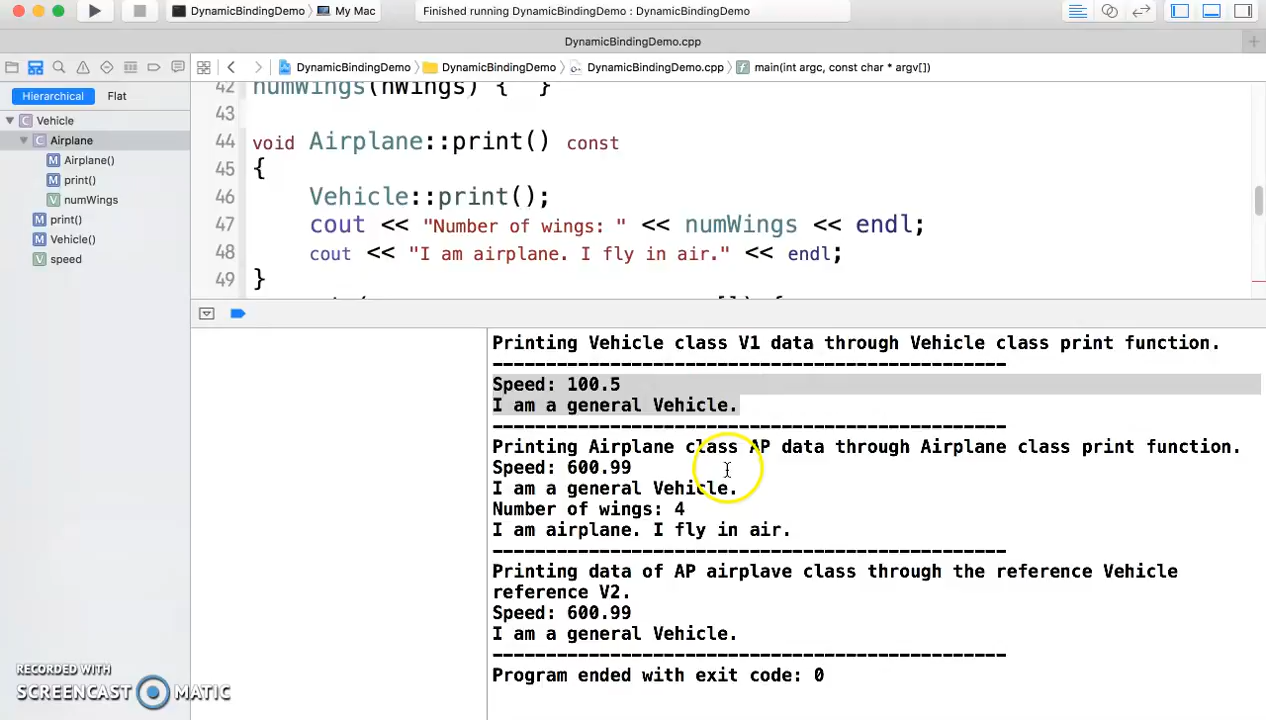 DynamicBindingDemo My Mac Finished running DynamicBindingDemo : DynamicBindingDemo
DynamicBindingDemo.cpp
DynamicBindingDemo DynamicBindingDemo DynamicBindingDemo.cpp main(int argc, const char * argv[])
Hierarchical Flat
Vehicle
Airplane
Airplane()
print()
numWings
print()
Vehicle()
speed
42 numWings(nWings) { }
43
44 void Airplane::print() const
45 {
46 Vehicle::print();
47 cout << "Number of wings: " << numWings << endl;
48 cout << "I am airplane. I fly in air." << endl;
49 }
Printing Vehicle class V1 data through Vehicle class print function.
------------------------------------------------
Speed: 100.5
I am a general Vehicle.
------------------------------------------------
Printing Airplane class AP data through Airplane class print function.
Speed: 600.99
I am a general Vehicle.
Number of wings: 4
I am airplane. I fly in air.
------------------------------------------------
Printing data of AP airplave class through the reference Vehicle
reference V2.
Speed: 600.99
I am a general Vehicle.
------------------------------------------------
Program ended with exit code: 0
RECORDED WITH
SCREENCAST MATIC